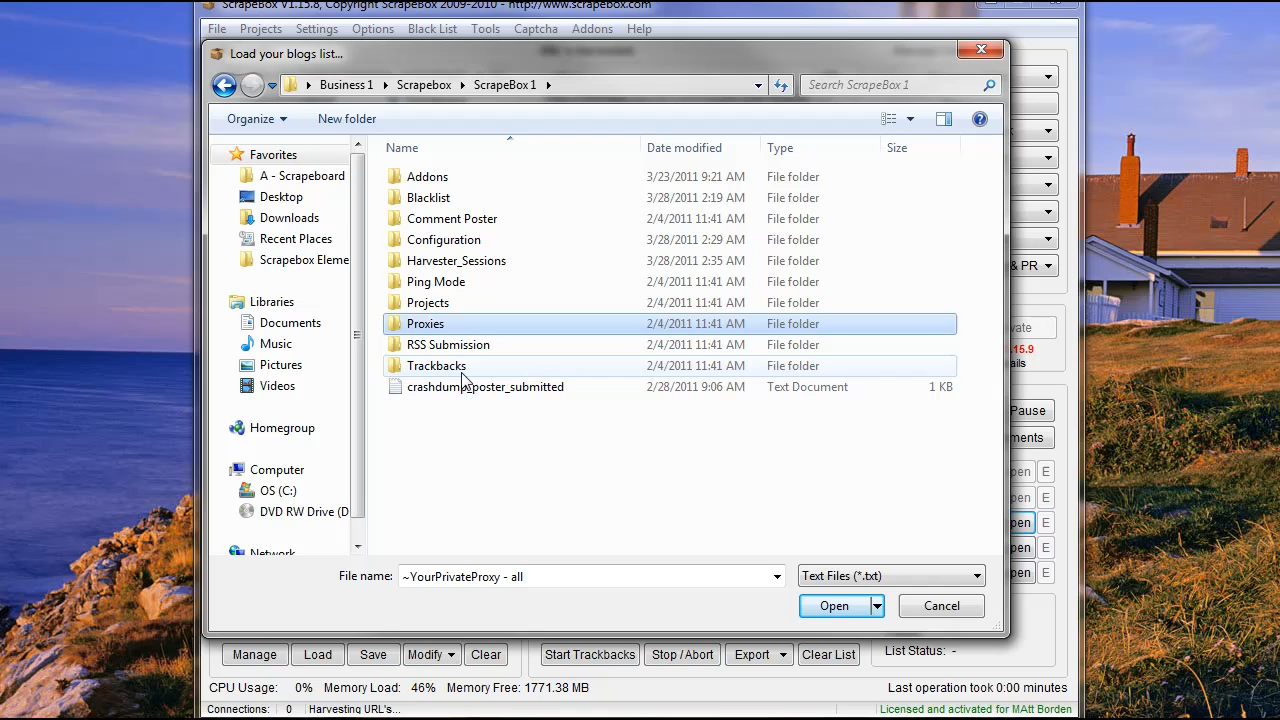 ScrapeBox V1.15.8, Copyright ScrapeBox 2009-2010 - http://www.scrapebox.com
File Projects Settings Options Black List Tools Captcha Addons Help
Load your blogs list...
Business 1 Scrapebox ScrapeBox 1 Search ScrapeBox 1
Organize New folder
Name Date modified Type Size
Favorites
A - Scrapeboard
Desktop
Downloads
Recent Places
Scrapebox Eleme
Libraries
Documents
Music
Pictures
Videos
Homegroup
Computer
OS (C:)
DVD RW Drive (D
Network
Addons 3/23/2011 9:21 AM File folder
Blacklist 3/28/2011 2:19 AM File folder
Comment Poster 2/4/2011 11:41 AM File folder
Configuration 3/28/2011 2:29 AM File folder
Harvester_Sessions 3/28/2011 2:35 AM File folder
Ping Mode 2/4/2011 11:41 AM File folder
Projects 2/4/2011 11:41 AM File folder
Proxies 2/4/2011 11:41 AM File folder
RSS Submission 2/4/2011 11:41 AM File folder
Trackbacks 2/4/2011 11:41 AM File folder
crashdump_poster_submitted 2/28/2011 9:06 AM Text Document 1 KB
& PR
vate
.15.9
ails
Pause
ments
pen E
pen E
pen E
pen E
pen E
File name: ~YourPrivateProxy - all Text Files (*.txt)
Open Cancel
Manage Load Save Modify Clear Start Trackbacks Stop / Abort Export Clear List List Status: -
CPU Usage: 0% Memory Load: 46% Memory Free: 1771.38 MB Last operation took 0:00 minutes
Connections: 0 Harvesting URL's... Licensed and activated for MAtt Borden